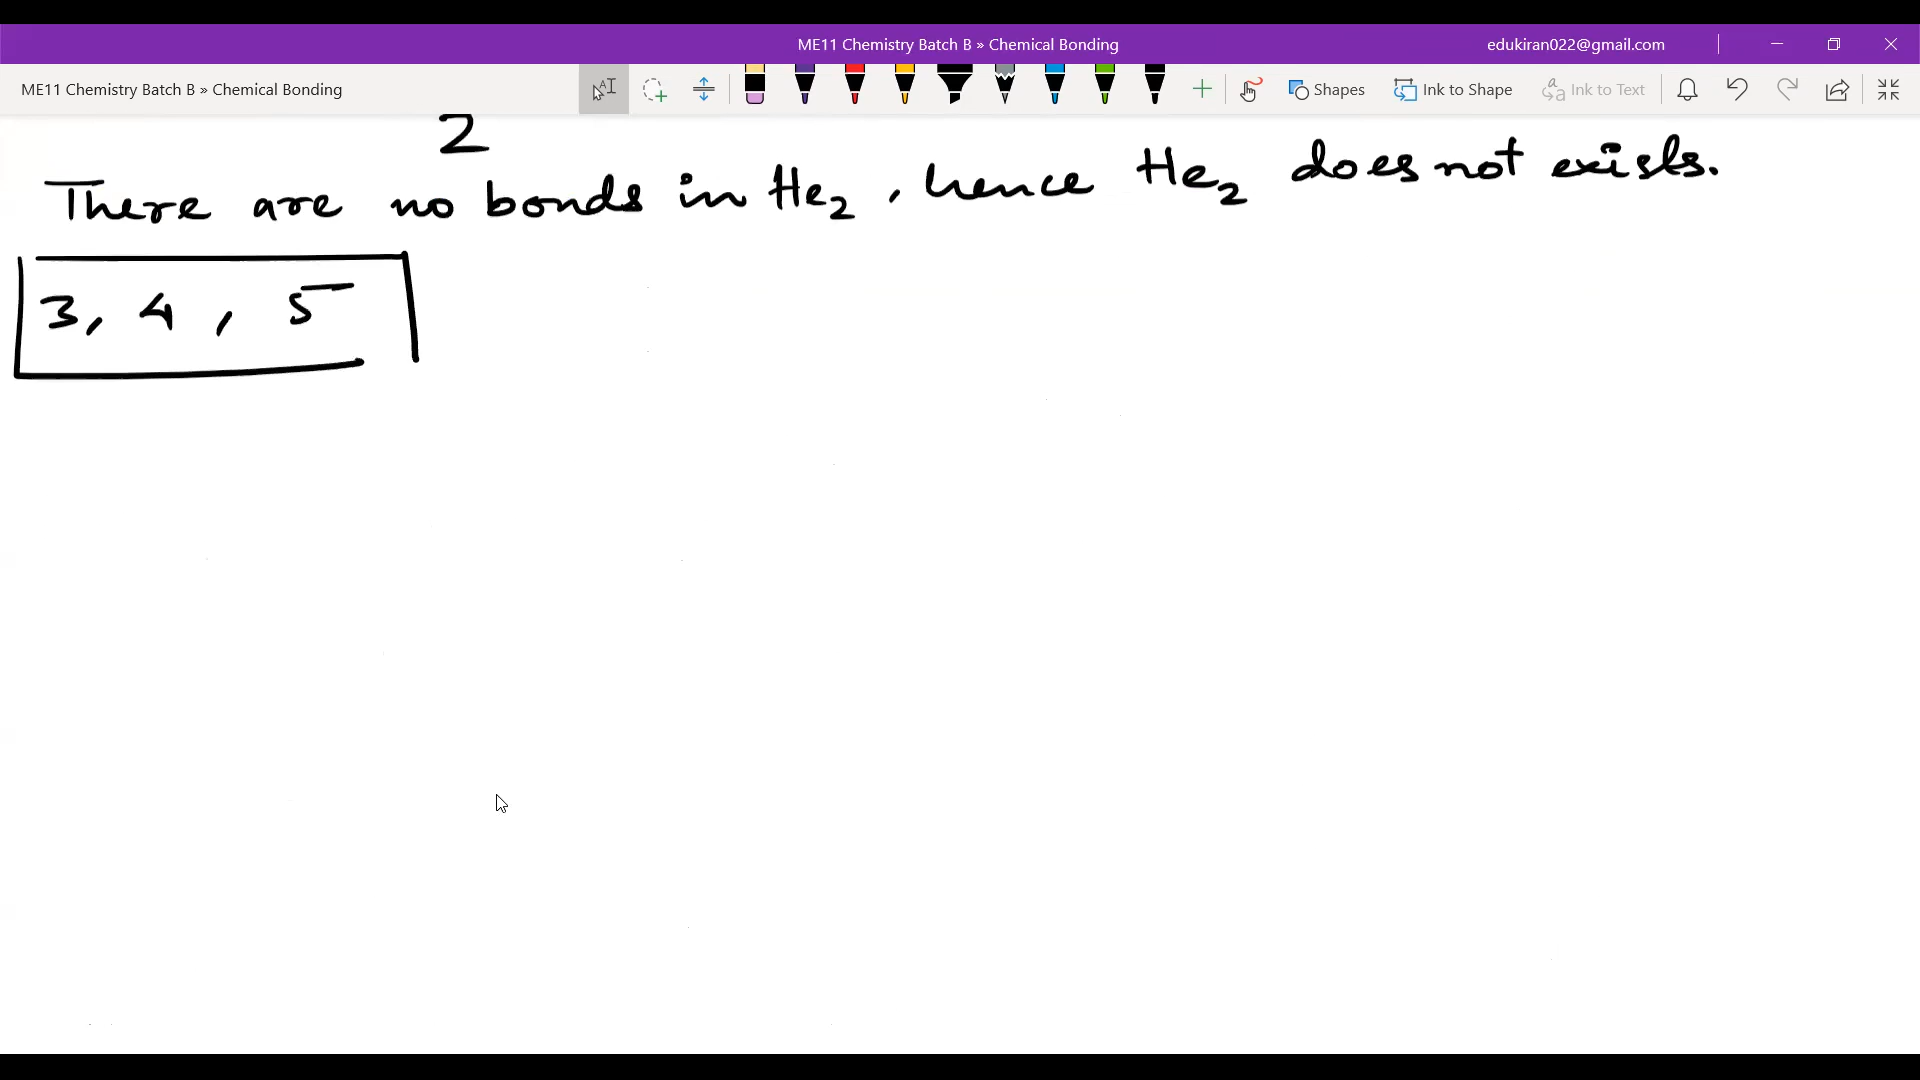 ME11 Chemistry Batch B » Chemical Bonding
edukiran022@gmail.com
ME11 Chemistry Batch B » Chemical Bonding
Shapes
Ink to Shape
Ink to Text
2
There are no bonds in He₂, hence He₂ does not exists.
3, 4, 5